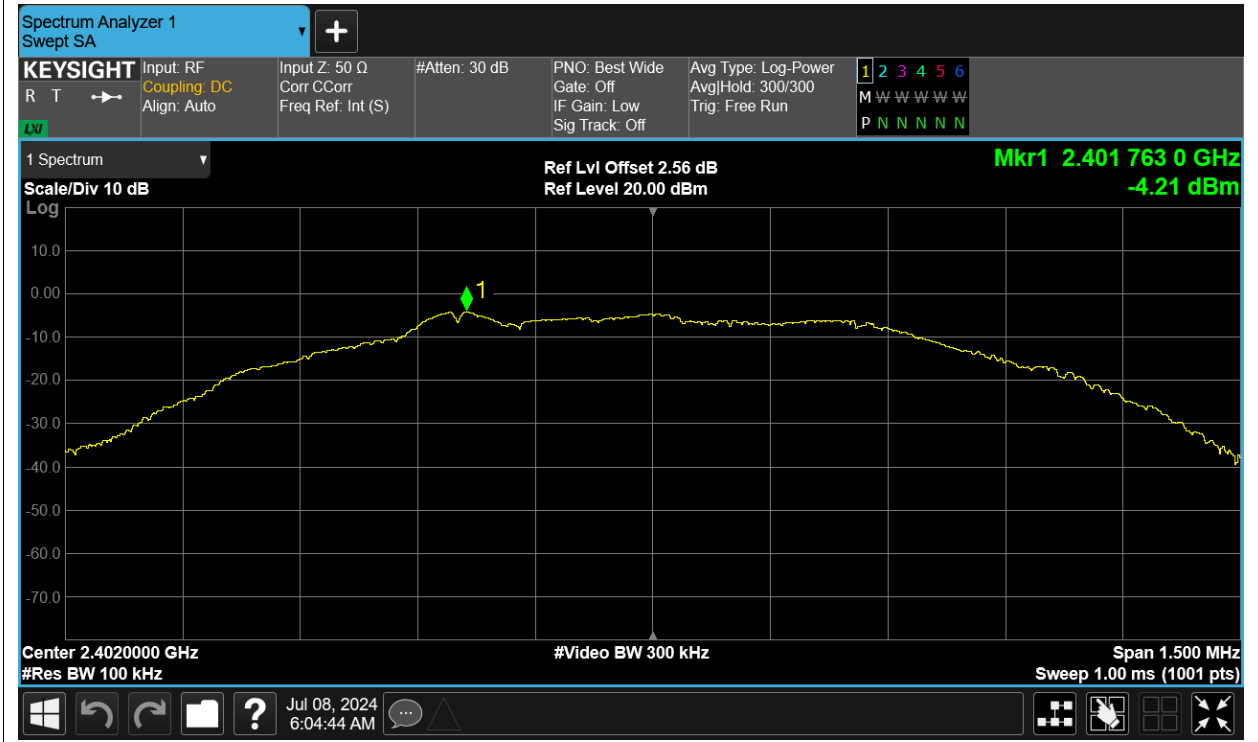 Spectrum Analyzer 1
Swept SA
+
KEYSIGHT Input: RF Input Z: 50 Ω #Atten: 30 dB PNO: Best Wide Avg Type: Log-Power 1 2 3 4 5 6
R T Coupling: DC Corr CCorr Gate: Off Avg|Hold: 300/300 M W W W W W
Align: Auto Freq Ref: Int (S) IF Gain: Low Trig: Free Run P N N N N N
LXI Sig Track: Off
1 Spectrum
Scale/Div 10 dB
Ref Lvl Offset 2.56 dB
Ref Level 20.00 dBm
Mkr1 2.401 763 0 GHz
-4.21 dBm
Log
10.0
0.00
1
-10.0
-20.0
-30.0
-40.0
-50.0
-60.0
-70.0
Center 2.4020000 GHz #Video BW 300 kHz Span 1.500 MHz
#Res BW 100 kHz Sweep 1.00 ms (1001 pts)
? Jul 08, 2024
6:04:44 AM